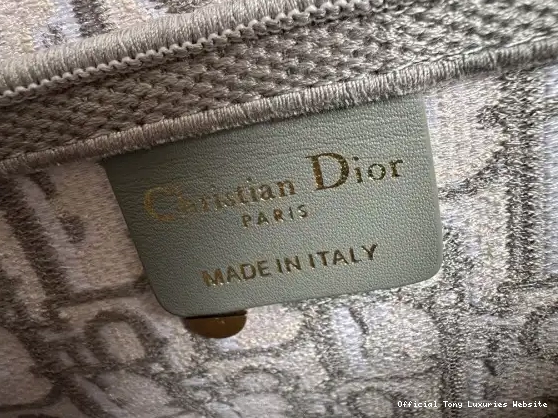 Christian Dior
PARIS
MADE IN ITALY
Official Tony Luxuries Website